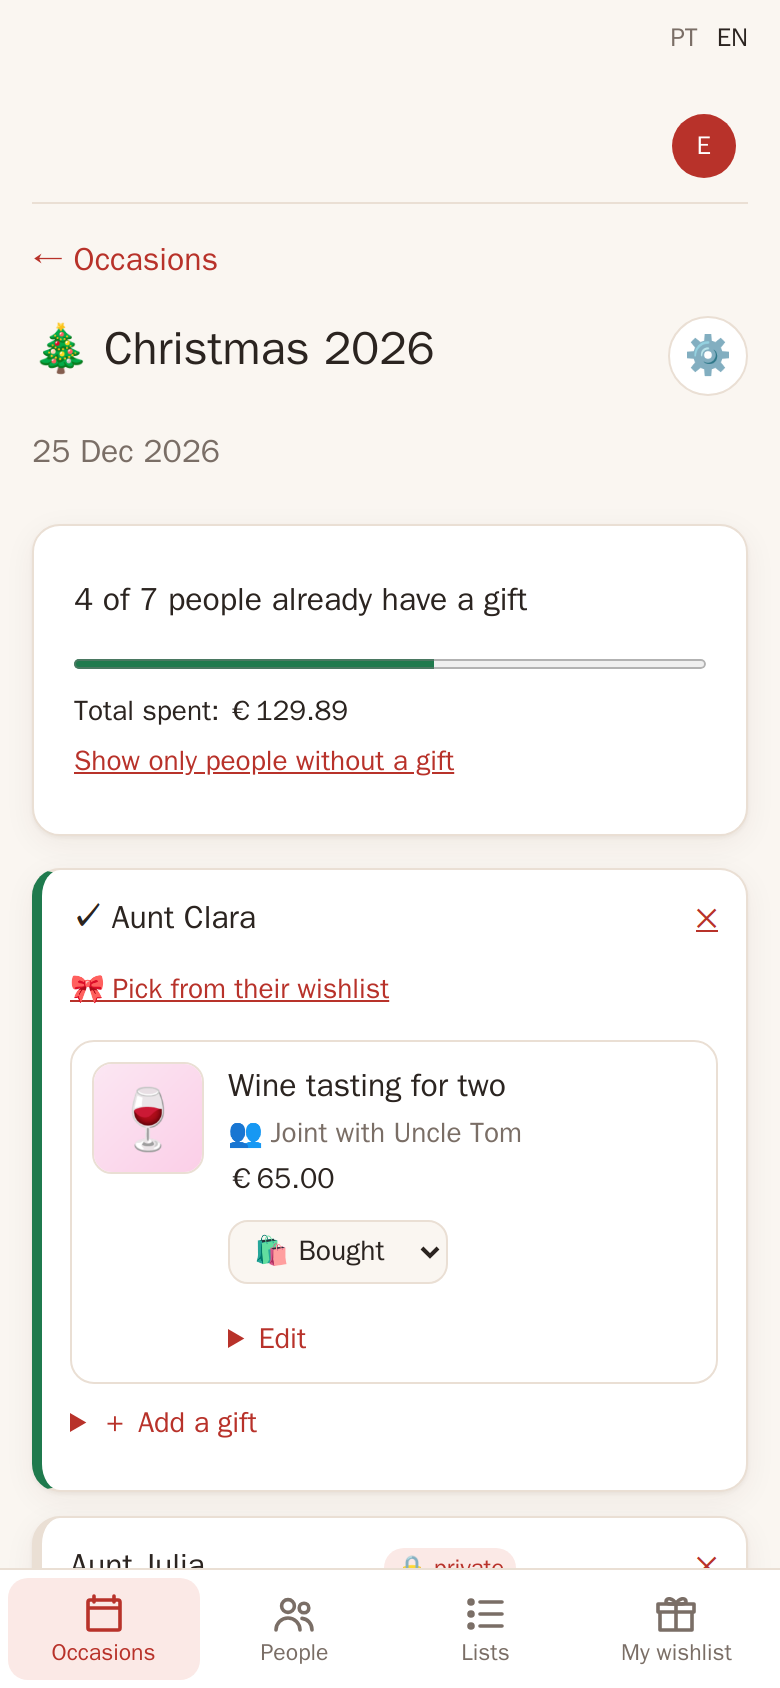 PT EN
E
← Occasions
🎄 Christmas 2026
25 Dec 2026
4 of 7 people already have a gift
Total spent: € 129.89
Show only people without a gift
✓ Aunt Clara ×
🎀 Pick from their wishlist
Wine tasting for two
👥 Joint with Uncle Tom
€ 65.00
🛍️ Bought
▶ Edit
▶ + Add a gift
Aunt Julia 🔒 private ×
Occasions People Lists My wishlist